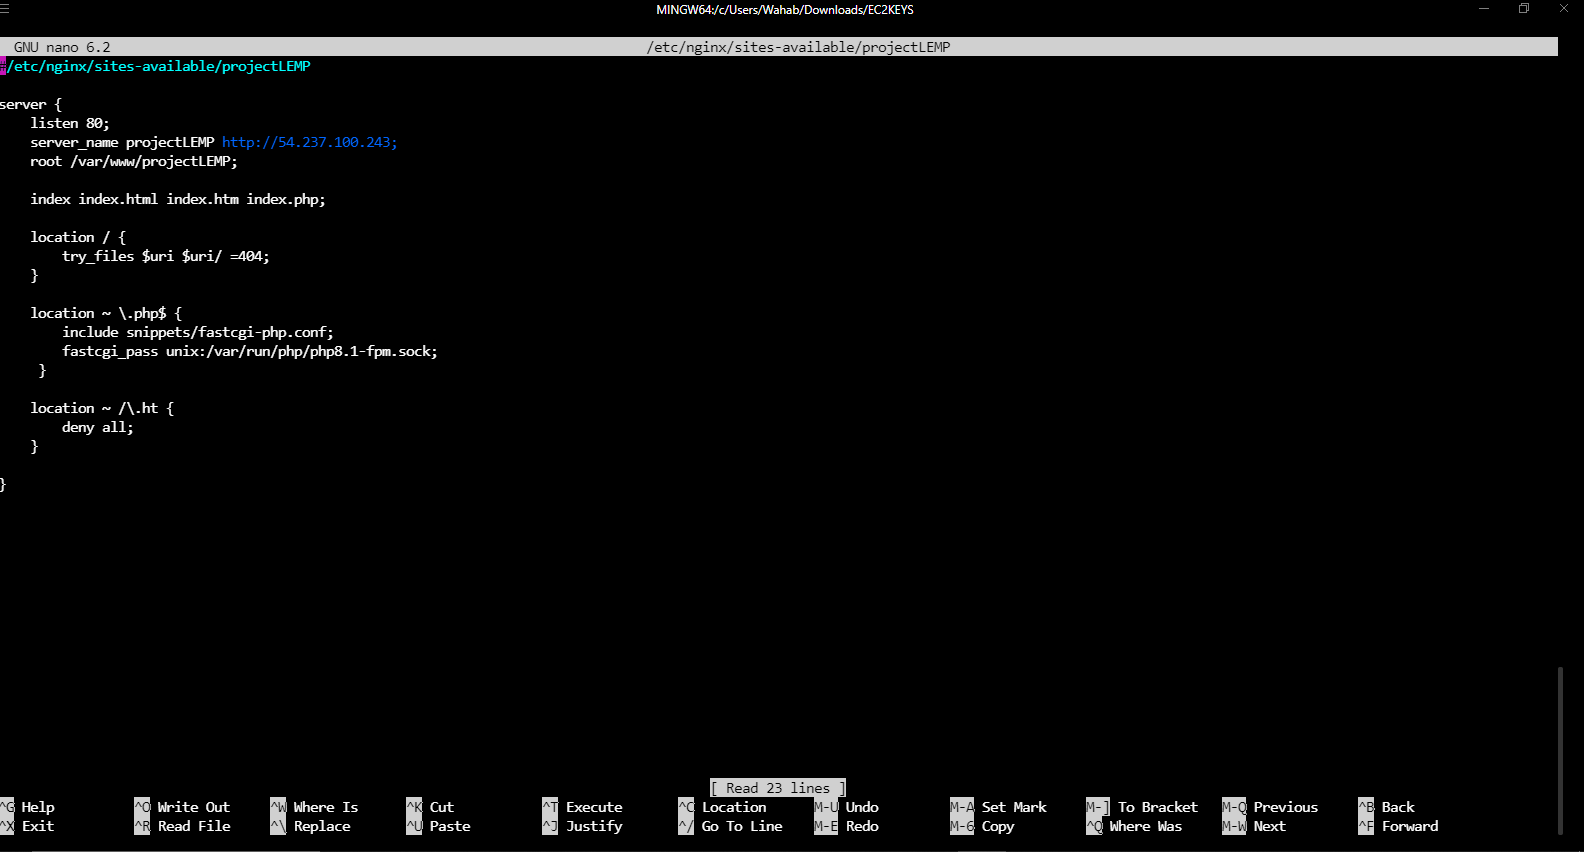 MINGW64:/c/Users/Wahab/Downloads/EC2KEYS
GNU nano 6.2 /etc/nginx/sites-available/projectLEMP
#/etc/nginx/sites-available/projectLEMP
server {
    listen 80;
    server_name projectLEMP http://54.237.100.243;
    root /var/www/projectLEMP;
    index index.html index.htm index.php;
    location / {
        try_files $uri $uri/ =404;
    }
    location ~ \.php$ {
        include snippets/fastcgi-php.conf;
        fastcgi_pass unix:/var/run/php/php8.1-fpm.sock;
     }
    location ~ /\.ht {
        deny all;
    }
}
[ Read 23 lines ]
^G Help ^O Write Out ^W Where Is ^K Cut ^T Execute ^C Location M-U Undo M-A Set Mark M-] To Bracket M-Q Previous ^B Back
^X Exit ^R Read File ^\ Replace ^U Paste ^J Justify ^/ Go To Line M-E Redo M-6 Copy ^Q Where Was M-W Next ^F Forward